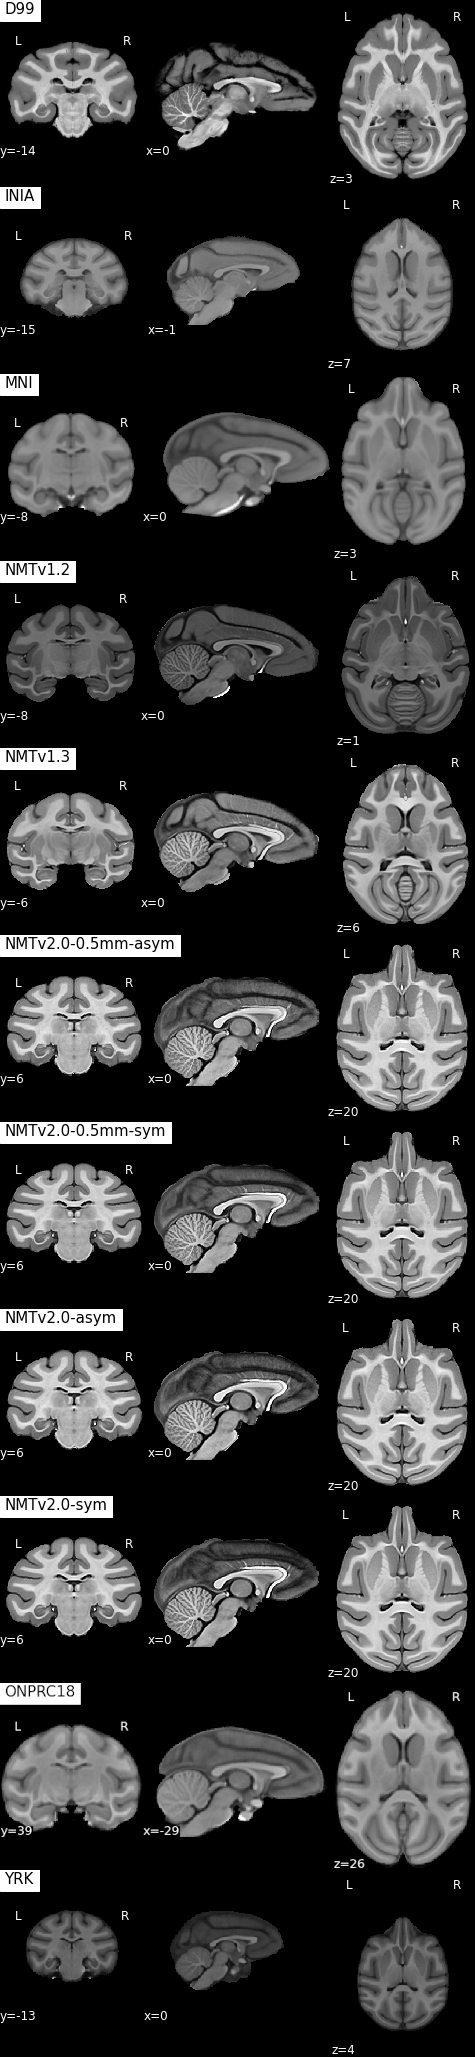 D99
L R L R
y=-14 x=0 z=3
INIA
L R L R
y=-15 x=-1 z=7
MNI
L R L R
y=-8 x=0 z=3
NMTv1.2
L R L R
y=-8 x=0 z=1
NMTv1.3
L R L R
y=-6 x=0 z=6
NMTv2.0-0.5mm-asym
L R L R
y=6 x=0 z=20
NMTv2.0-0.5mm-sym
L R L R
y=6 x=0 z=20
NMTv2.0-asym
L R L R
y=6 x=0 z=20
NMTv2.0-sym
L R L R
y=6 x=0 z=20
ONPRC18
L R L R
y=39 x=-29 z=26
YRK
L R L R
y=-13 x=0 z=4